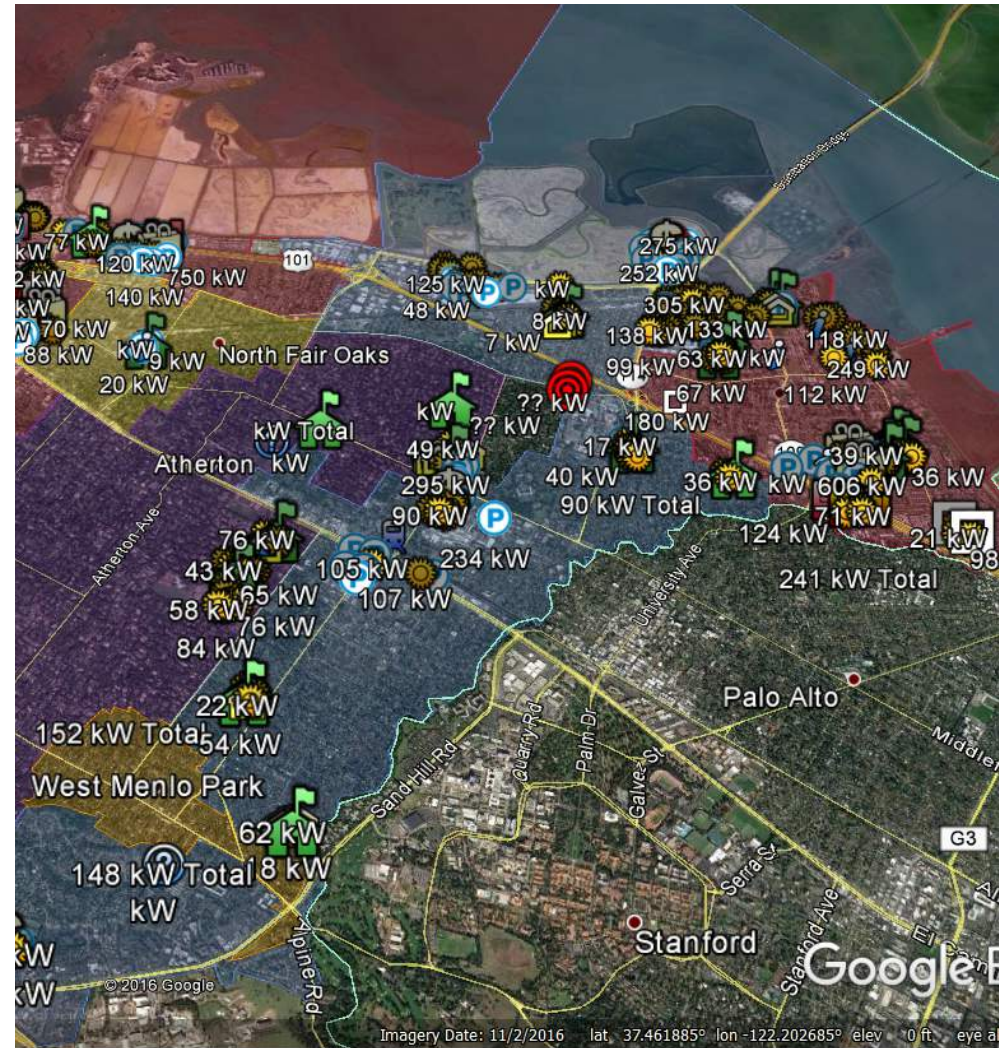 Dumbarton Bridge
275 kW
252 kW
77 kW
kW
120 kW
750 kW
140 kW
101
125 kW
48 kW
kW
8 kW
7 kW
305 kW
138 kW
133 kW
118 kW
70 kW
88 kW
kW
9 kW
20 kW
North Fair Oaks
99 kW
63 kW
kW
249 kW
67 kW
112 kW
?? kW
?? kW
180 kW
kW
kW Total
kW
Atherton
49 kW
17 kW
39 kW
40 kW
36 kW
kW
606 kW
36 kW
295 kW
90 kW Total
90 kW
234 kW
124 kW
71 kW
21 kW
98
76 kW
Atherton Ave
43 kW
105 kW
107 kW
65 kW
241 kW Total
58 kW
76 kW
84 kW
University Ave
22 kW
54 kW
152 kW Total
Palo Alto
West Menlo Park
Sand Hill Rd
Quarry Rd
Palm Dr
Galvez St
62 kW
18 kW
148 kW Total
kW
G3
Serra St
Stanford Ave
Alpine Rd
Stanford
kW
kW
© 2016 Google
Google E
Imagery Date: 11/2/2016 lat 37.461885° lon -122.202685° elev 0 ft eye a